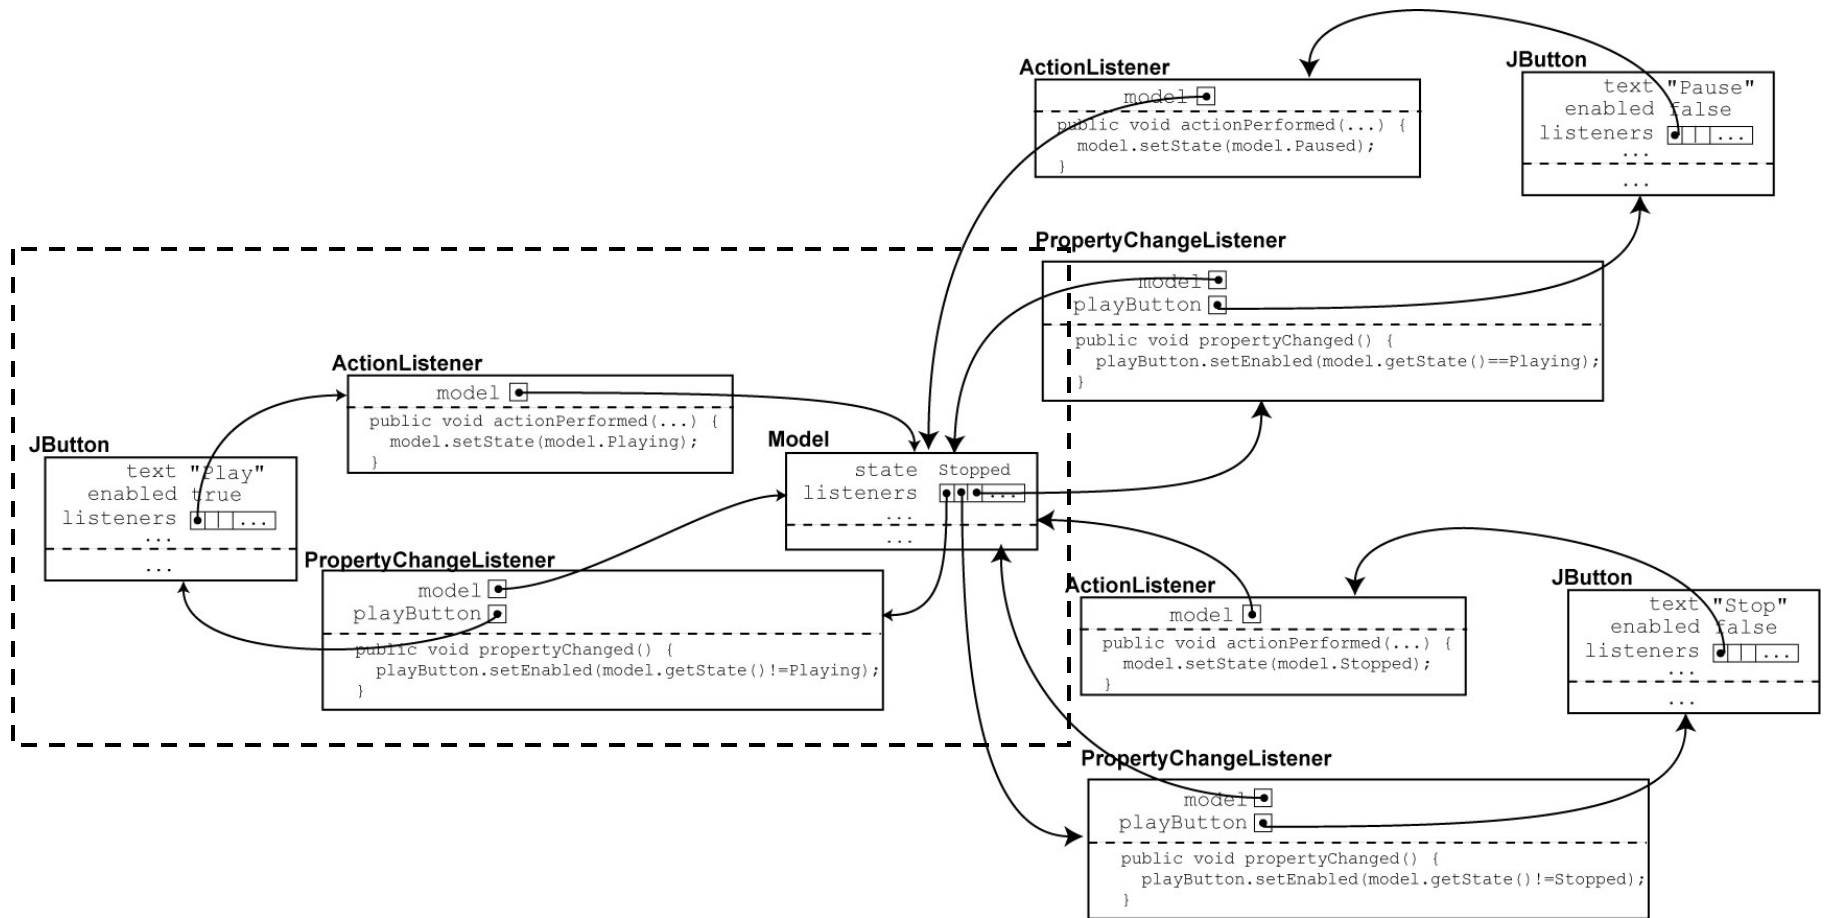 ActionListener
model
public void actionPerformed(...) {
model.setState(model.Paused);
}
JButton
text "Pause"
enabled false
listeners ...
...
...
PropertyChangeListener
model
playButton
public void propertyChanged() {
playButton.setEnabled(model.getState()==Playing);
}
ActionListener
model
public void actionPerformed(...) {
model.setState(model.Playing);
}
JButton
text "Play"
enabled true
listeners ...
...
...
Model
state Stopped
listeners ...
...
...
PropertyChangeListener
model
playButton
public void propertyChanged() {
playButton.setEnabled(model.getState()!=Playing);
}
ActionListener
model
public void actionPerformed(...) {
model.setState(model.Stopped);
}
JButton
text "Stop"
enabled false
listeners ...
...
...
PropertyChangeListener
model
playButton
public void propertyChanged() {
playButton.setEnabled(model.getState()!=Stopped);
}